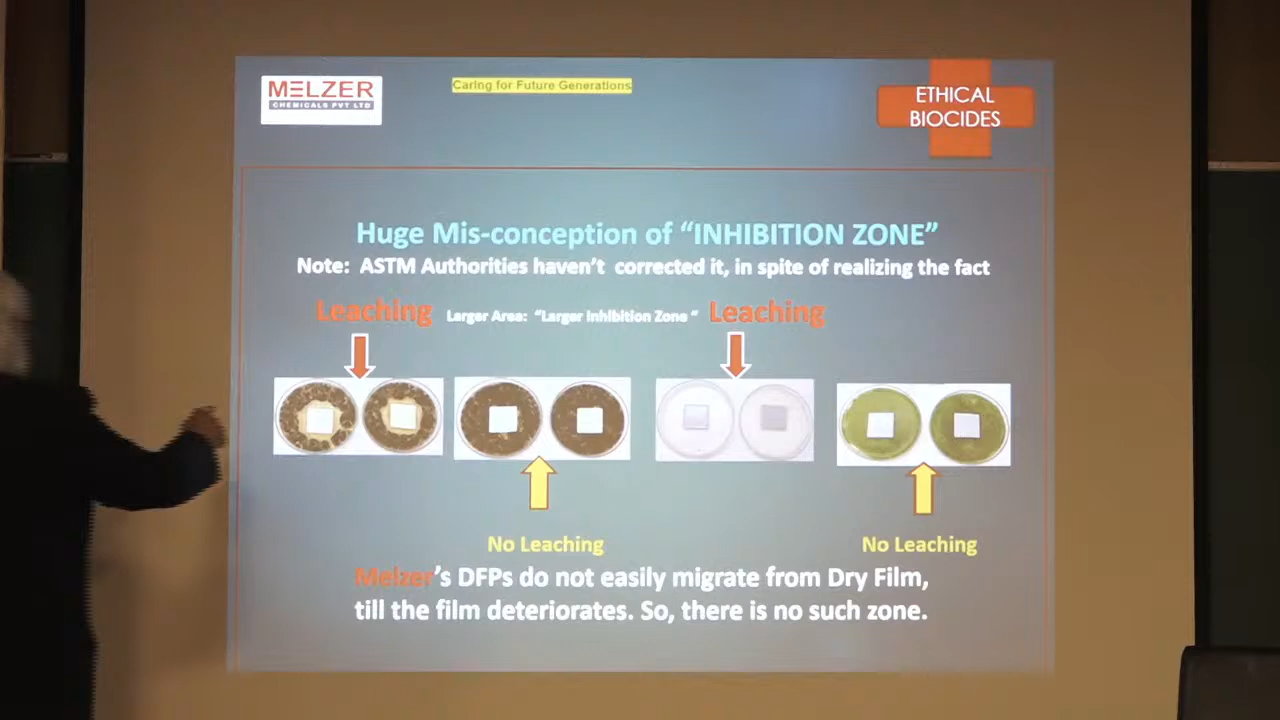 MELZER
CHEMICALS PVT LTD
Caring for Future Generations
ETHICAL
BIOCIDES
Huge Mis-conception of “INHIBITION ZONE”
Note: ASTM Authorities haven’t corrected it, in spite of realizing the fact
Leaching Larger Area: “Larger Inhibition Zone “ Leaching
No Leaching
No Leaching
Melzer’s DFPs do not easily migrate from Dry Film,
till the film deteriorates. So, there is no such zone.